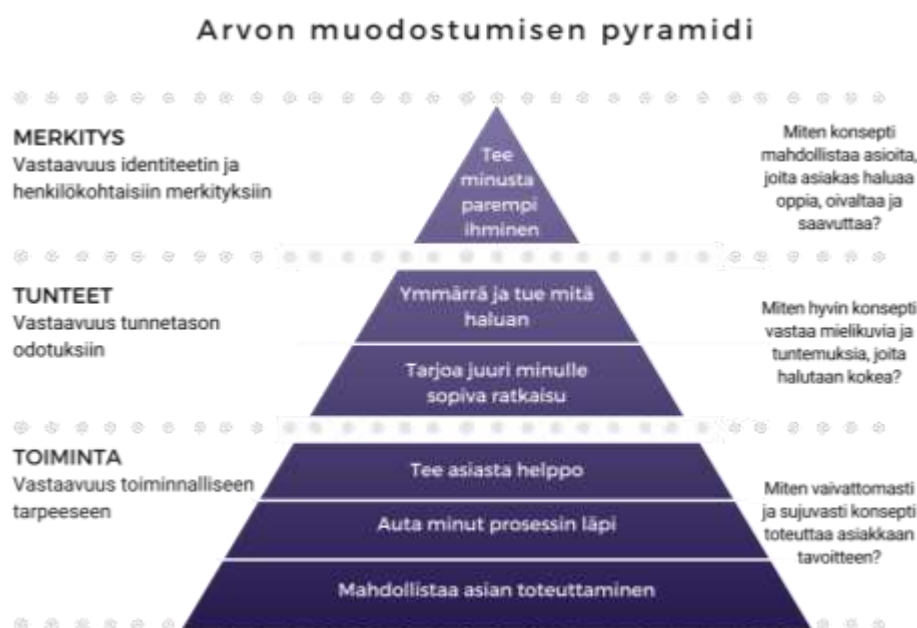 Arvon muodostumisen pyramidi
MERKITYS
Vastaavuus identiteetin ja
henkilökohtaisiin merkityksiin
Tee
minusta
parempi
ihminen
Miten konsepti
mahdollistaa asioita,
joita asiakas haluaa
oppia, oivaltaa ja
saavuttaa?
TUNTEET
Vastaavuus tunnetason
odotuksiin
Ymmärrä ja tue mitä
haluan
Tarjoa juuri minulle
sopiva ratkaisu
Miten hyvin konsepti
vastaa mielikuvia ja
tuntemuksia, joita
halutaan kokea?
TOIMINTA
Vastaavuus toiminnalliseen
tarpeeseen
Tee asiasta helppo
Auta minut prosessin läpi
Mahdollistaa asian toteuttaminen
Miten vaivattomasti
ja sujuvasti konsepti
toteuttaa asiakkaan
tavoitteen?